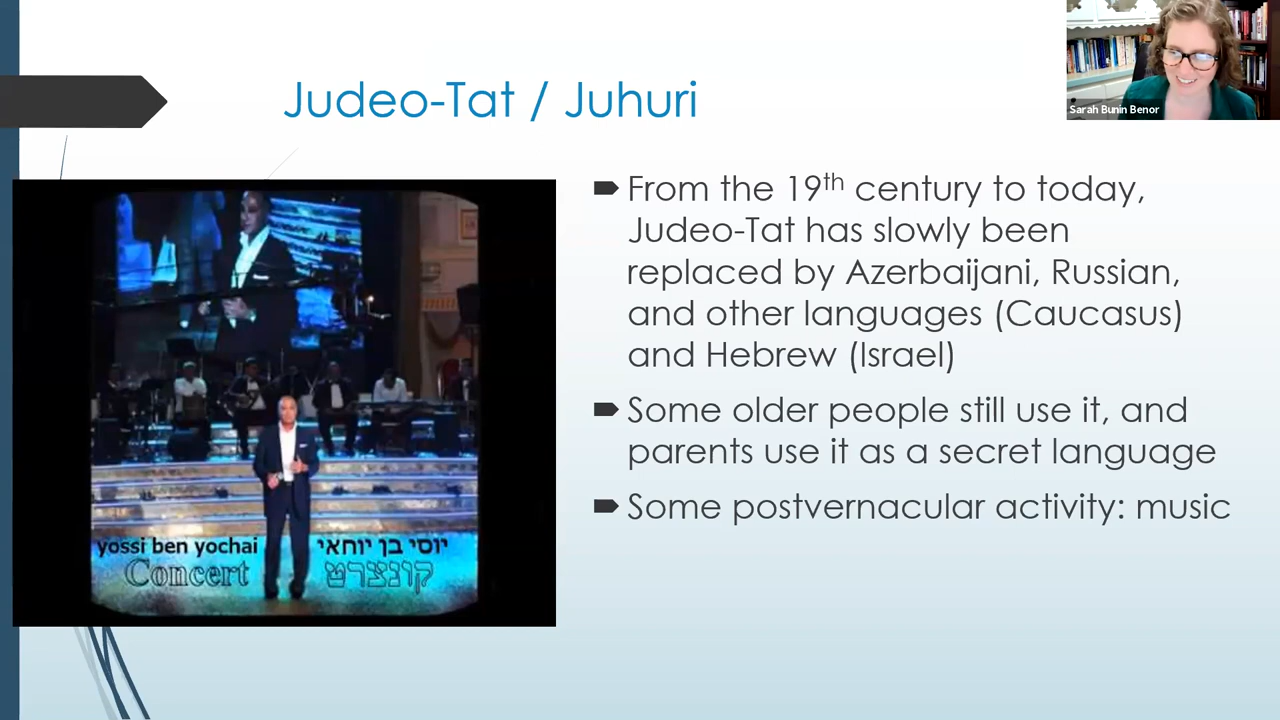 Judeo-Tat / Juhuri
Sarah Bunin Benor
From the 19th century to today,
Judeo-Tat has slowly been
replaced by Azerbaijani, Russian,
and other languages (Caucasus)
and Hebrew (Israel)
Some older people still use it, and
parents use it as a secret language
Some postvernacular activity: music
yossi ben yochai
Concert
יוסי בן יוחאי
קונצרט